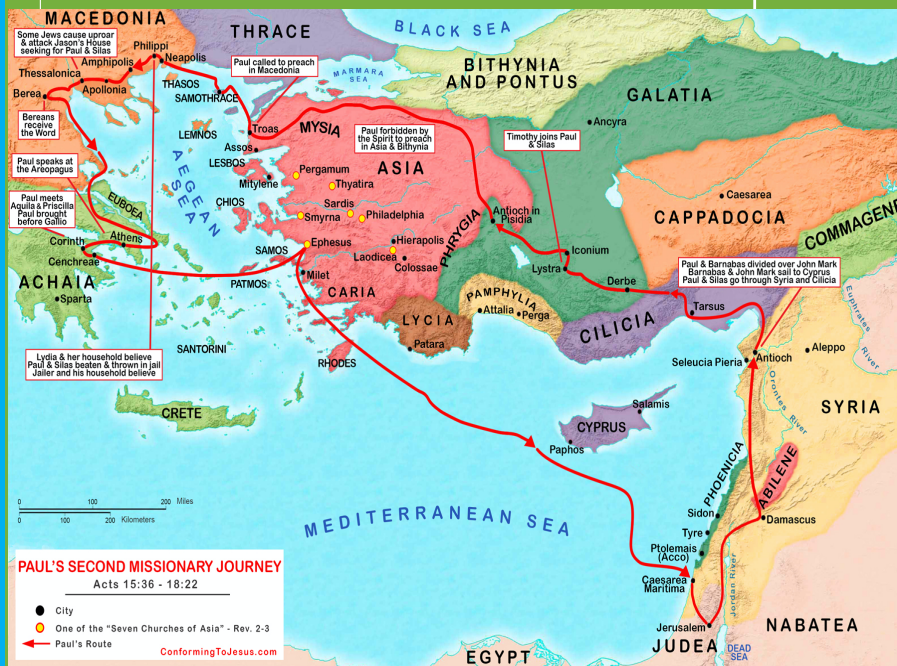 MACEDONIA
THRACE
BLACK SEA
Some Jews cause uproar
& attack Jason's House
seeking for Paul & Silas
Philippi
Neapolis
Amphipolis
Thessalonica
Apollonia
Berea
Paul called to preach
in Macedonia
MARMARA
SEA
BITHYNIA
AND PONTUS
GALATIA
THASOS
SAMOTHRACE
Bereans
receive
the Word
LEMNOS
Troas
MYSIA
Assos
LESBOS
Paul forbidden by
the Spirit to preach
in Asia & Bithynia
Timothy joins Paul
& Silas
Ancyra
Paul speaks at
the Areopagus
AEGEAN
SEA
Mitylene
Pergamum
Thyatira
ASIA
Paul meets
Aquila & Priscilla
Paul brought
before Gallio
EUBOEA
CHIOS
Sardis
Smyrna
Philadelphia
PHRYGIA
Antioch in
Pisidia
Caesarea
CAPPADOCIA
COMMAGENE
Corinth
Athens
Cenchreae
SAMOS
Ephesus
Hierapolis
Laodicea
Colossae
Iconium
Lystra
Derbe
Paul & Barnabas divided over John Mark
Barnabas & John Mark sail to Cyprus
Paul & Silas go through Syria and Cilicia
ACHAIA
Sparta
PATMOS
Milet
CARIA
PAMPHYLIA
Attalia
Perga
CILICIA
Tarsus
Euphrates
River
LYCIA
Patara
SANTORINI
RHODES
Lydia & her household believe
Paul & Silas beaten & thrown in jail
Jailer and his household believe
Seleucia Pieria
Antioch
Aleppo
Orontes River
SYRIA
CRETE
Salamis
CYPRUS
Paphos
PHOENICIA
ABILENE
0 100 200 Miles
0 100 200 Kilometers
MEDITERRANEAN SEA
Sidon
Damascus
Tyre
Ptolemais
(Acco)
Caesarea
Maritima
Jordan River
PAUL'S SECOND MISSIONARY JOURNEY
Acts 15:36 - 18:22
City
One of the "Seven Churches of Asia" - Rev. 2-3
Paul's Route
ConformingToJesus.com
Jerusalem
JUDEA
DEAD
SEA
NABATEA
EGYPT